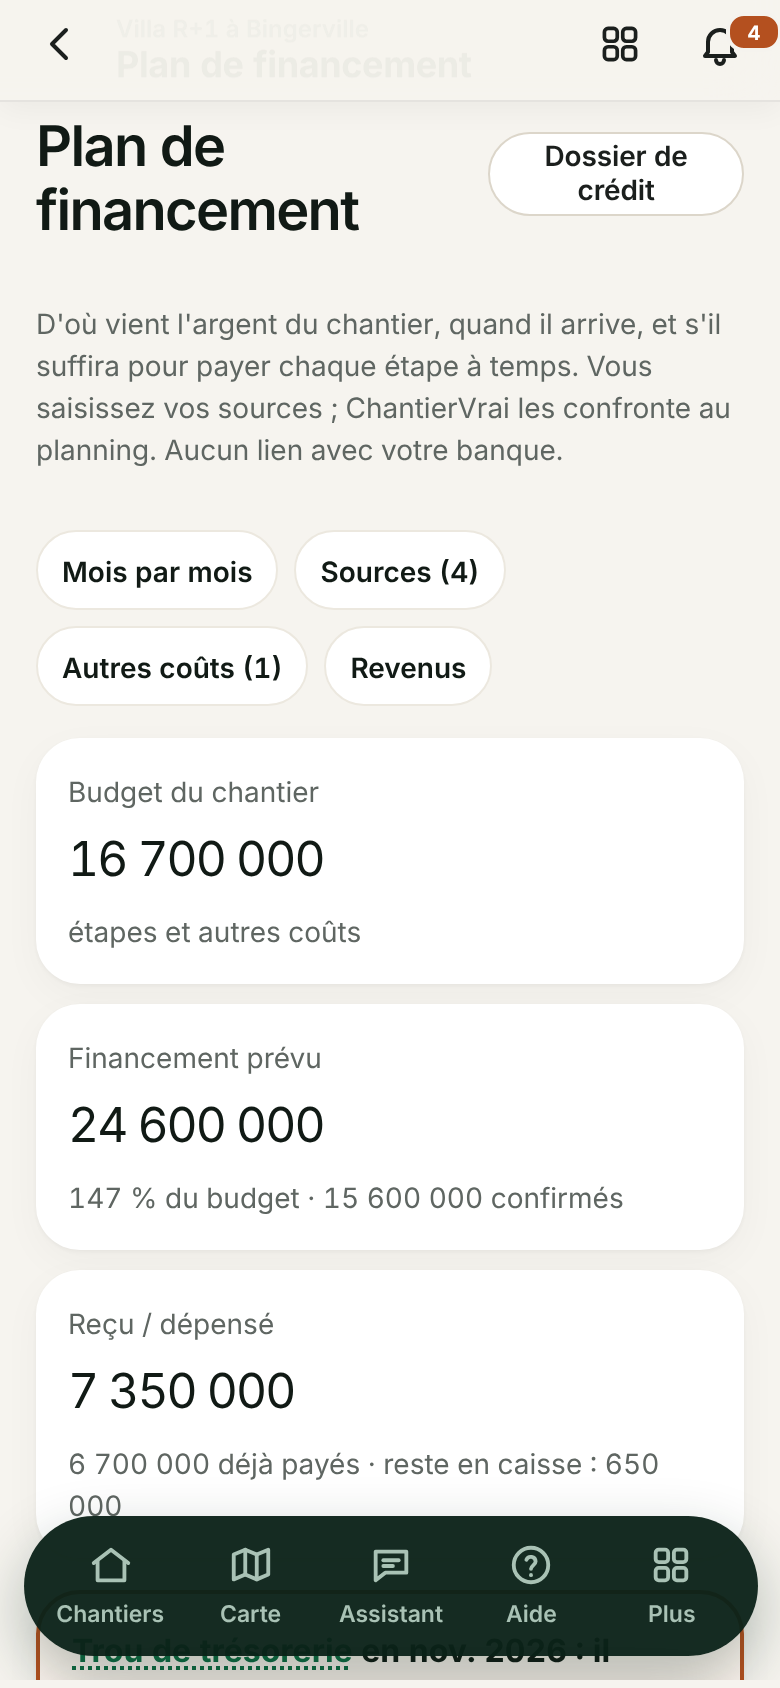 Villa R+1 à Bingerville
Plan de financement
4
Plan de
financement
Dossier de
crédit
D'où vient l'argent du chantier, quand il arrive, et s'il
suffira pour payer chaque étape à temps. Vous
saisissez vos sources ; ChantierVrai les confronte au
planning. Aucun lien avec votre banque.
Mois par mois
Sources (4)
Autres coûts (1)
Revenus
Budget du chantier
16 700 000
étapes et autres coûts
Financement prévu
24 600 000
147 % du budget · 15 600 000 confirmés
Reçu / dépensé
7 350 000
6 700 000 déjà payés · reste en caisse : 650
000
Chantiers
Carte
Assistant
Aide
Plus
Trou de trésorerie en nov. 2026 : il